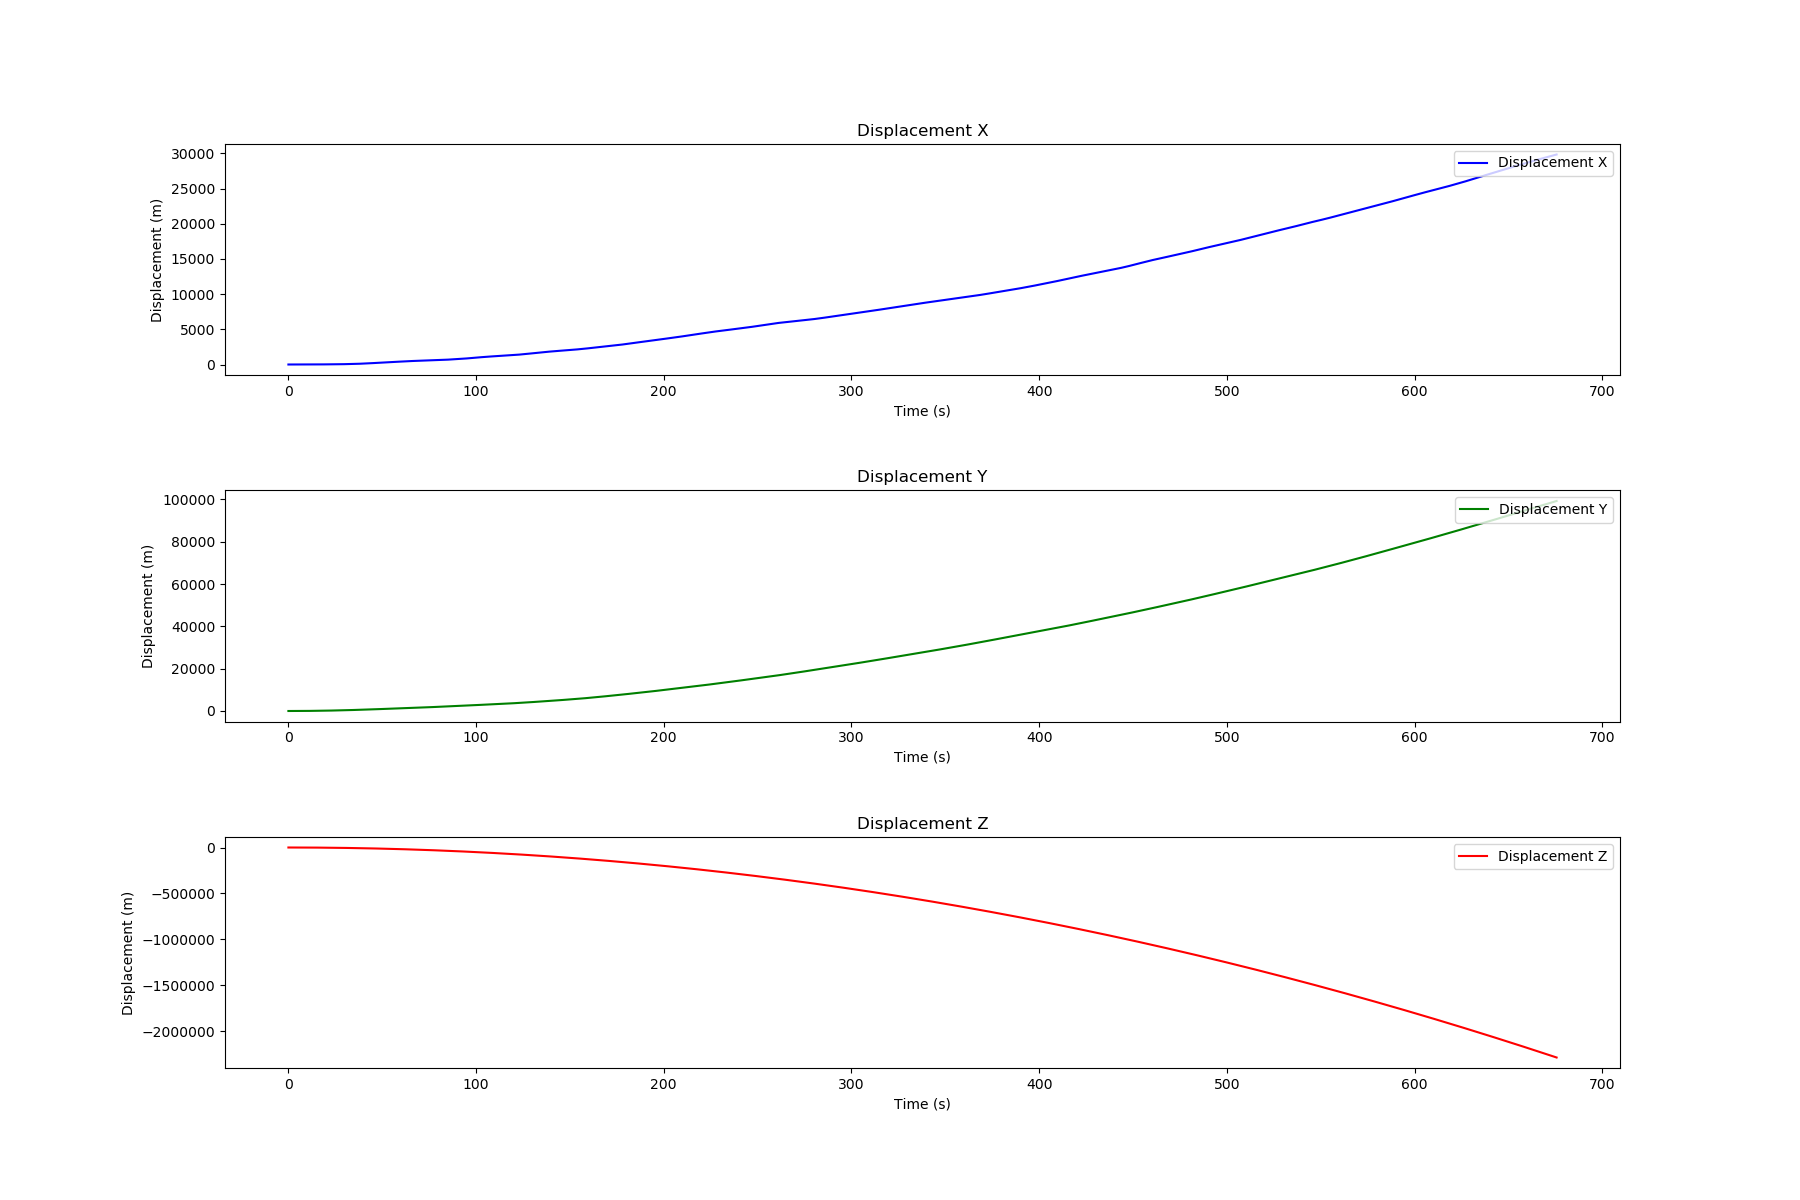 Displacement X
30000
25000
20000
15000
10000
5000
0
Displacement (m)
Displacement X
0 100 200 300 400 500 600 700
Time (s)
Displacement Y
100000
80000
60000
40000
20000
0
Displacement (m)
Displacement Y
0 100 200 300 400 500 600 700
Time (s)
Displacement Z
0
−500000
−1000000
−1500000
−2000000
Displacement (m)
Displacement Z
0 100 200 300 400 500 600 700
Time (s)